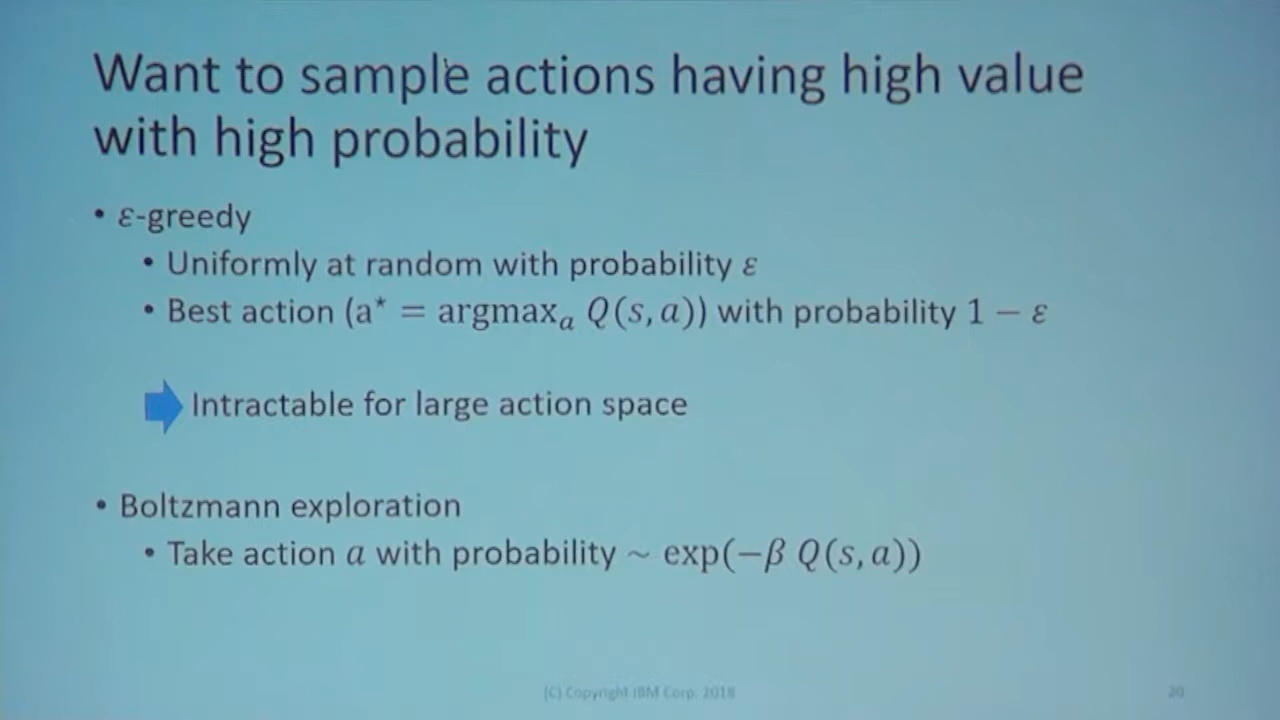 Want to sample actions having high value
with high probability
• ε-greedy
• Uniformly at random with probability ε
• Best action (a* = argmaxₐ Q(s, a)) with probability 1 − ε
Intractable for large action space
• Boltzmann exploration
• Take action a with probability ~ exp(−β Q(s, a))
(C) Copyright IBM Corp. 2018
20